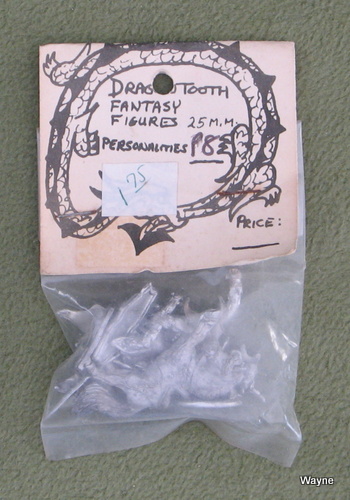 DRAGONTOOTH
FANTASY
FIGURES 25 M.M.
PERSONALITIES
1.75
PRICE:
Wayne